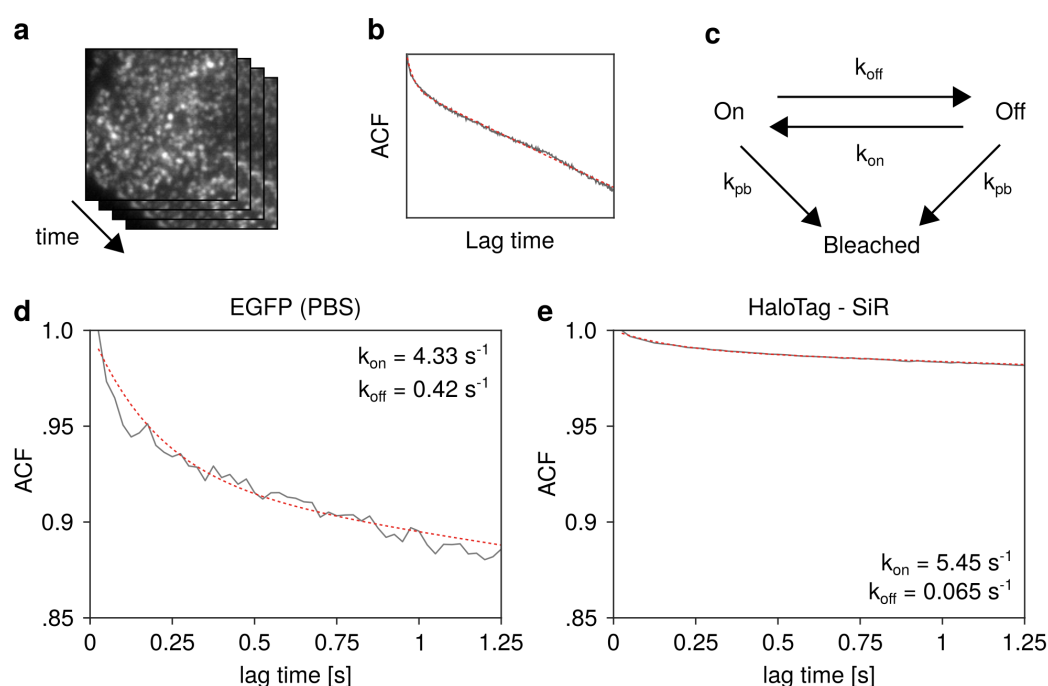 a
time
b
ACF
Lag time
c
k_off
On
Off
k_on
k_pb
k_pb
Bleached
d
EGFP (PBS)
1.0
.95
0.9
.85
ACF
k_on = 4.33 s⁻¹
k_off = 0.42 s⁻¹
0
0.25
0.5
0.75
1
1.25
lag time [s]
e
HaloTag - SiR
1.0
.95
0.9
.85
ACF
k_on = 5.45 s⁻¹
k_off = 0.065 s⁻¹
0
0.25
0.5
0.75
1
1.25
lag time [s]